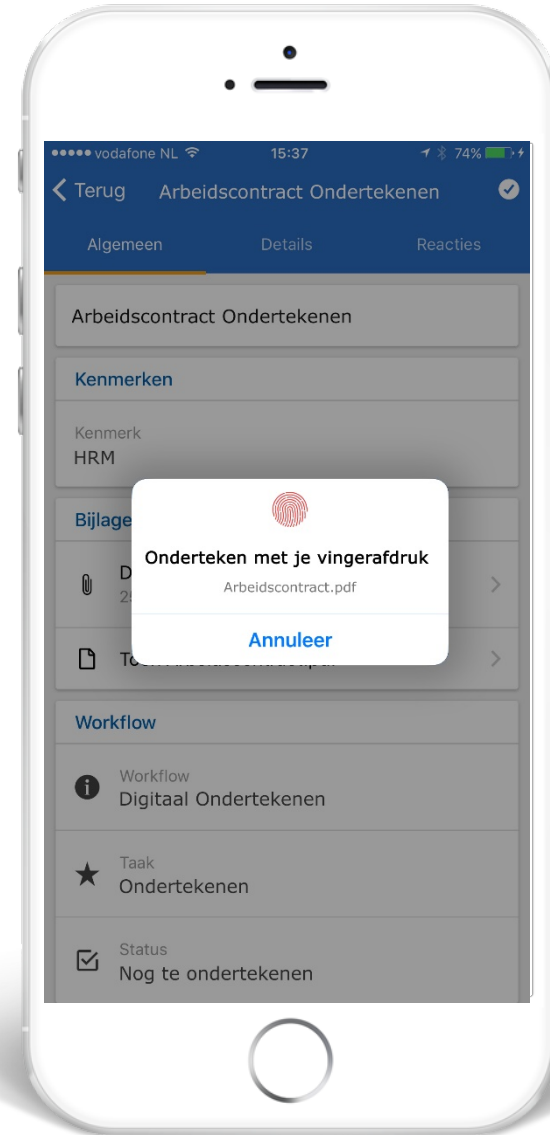 vodafone NL 15:37 74%
Terug Arbeidscontract Ondertekenen
Algemeen Details Reacties
Arbeidscontract Ondertekenen
Kenmerken
Kenmerk
HRM
Bijlage
Onderteken met je vingerafdruk
Arbeidscontract.pdf
Annuleer
Workflow
Workflow
Digitaal Ondertekenen
Taak
Ondertekenen
Status
Nog te ondertekenen